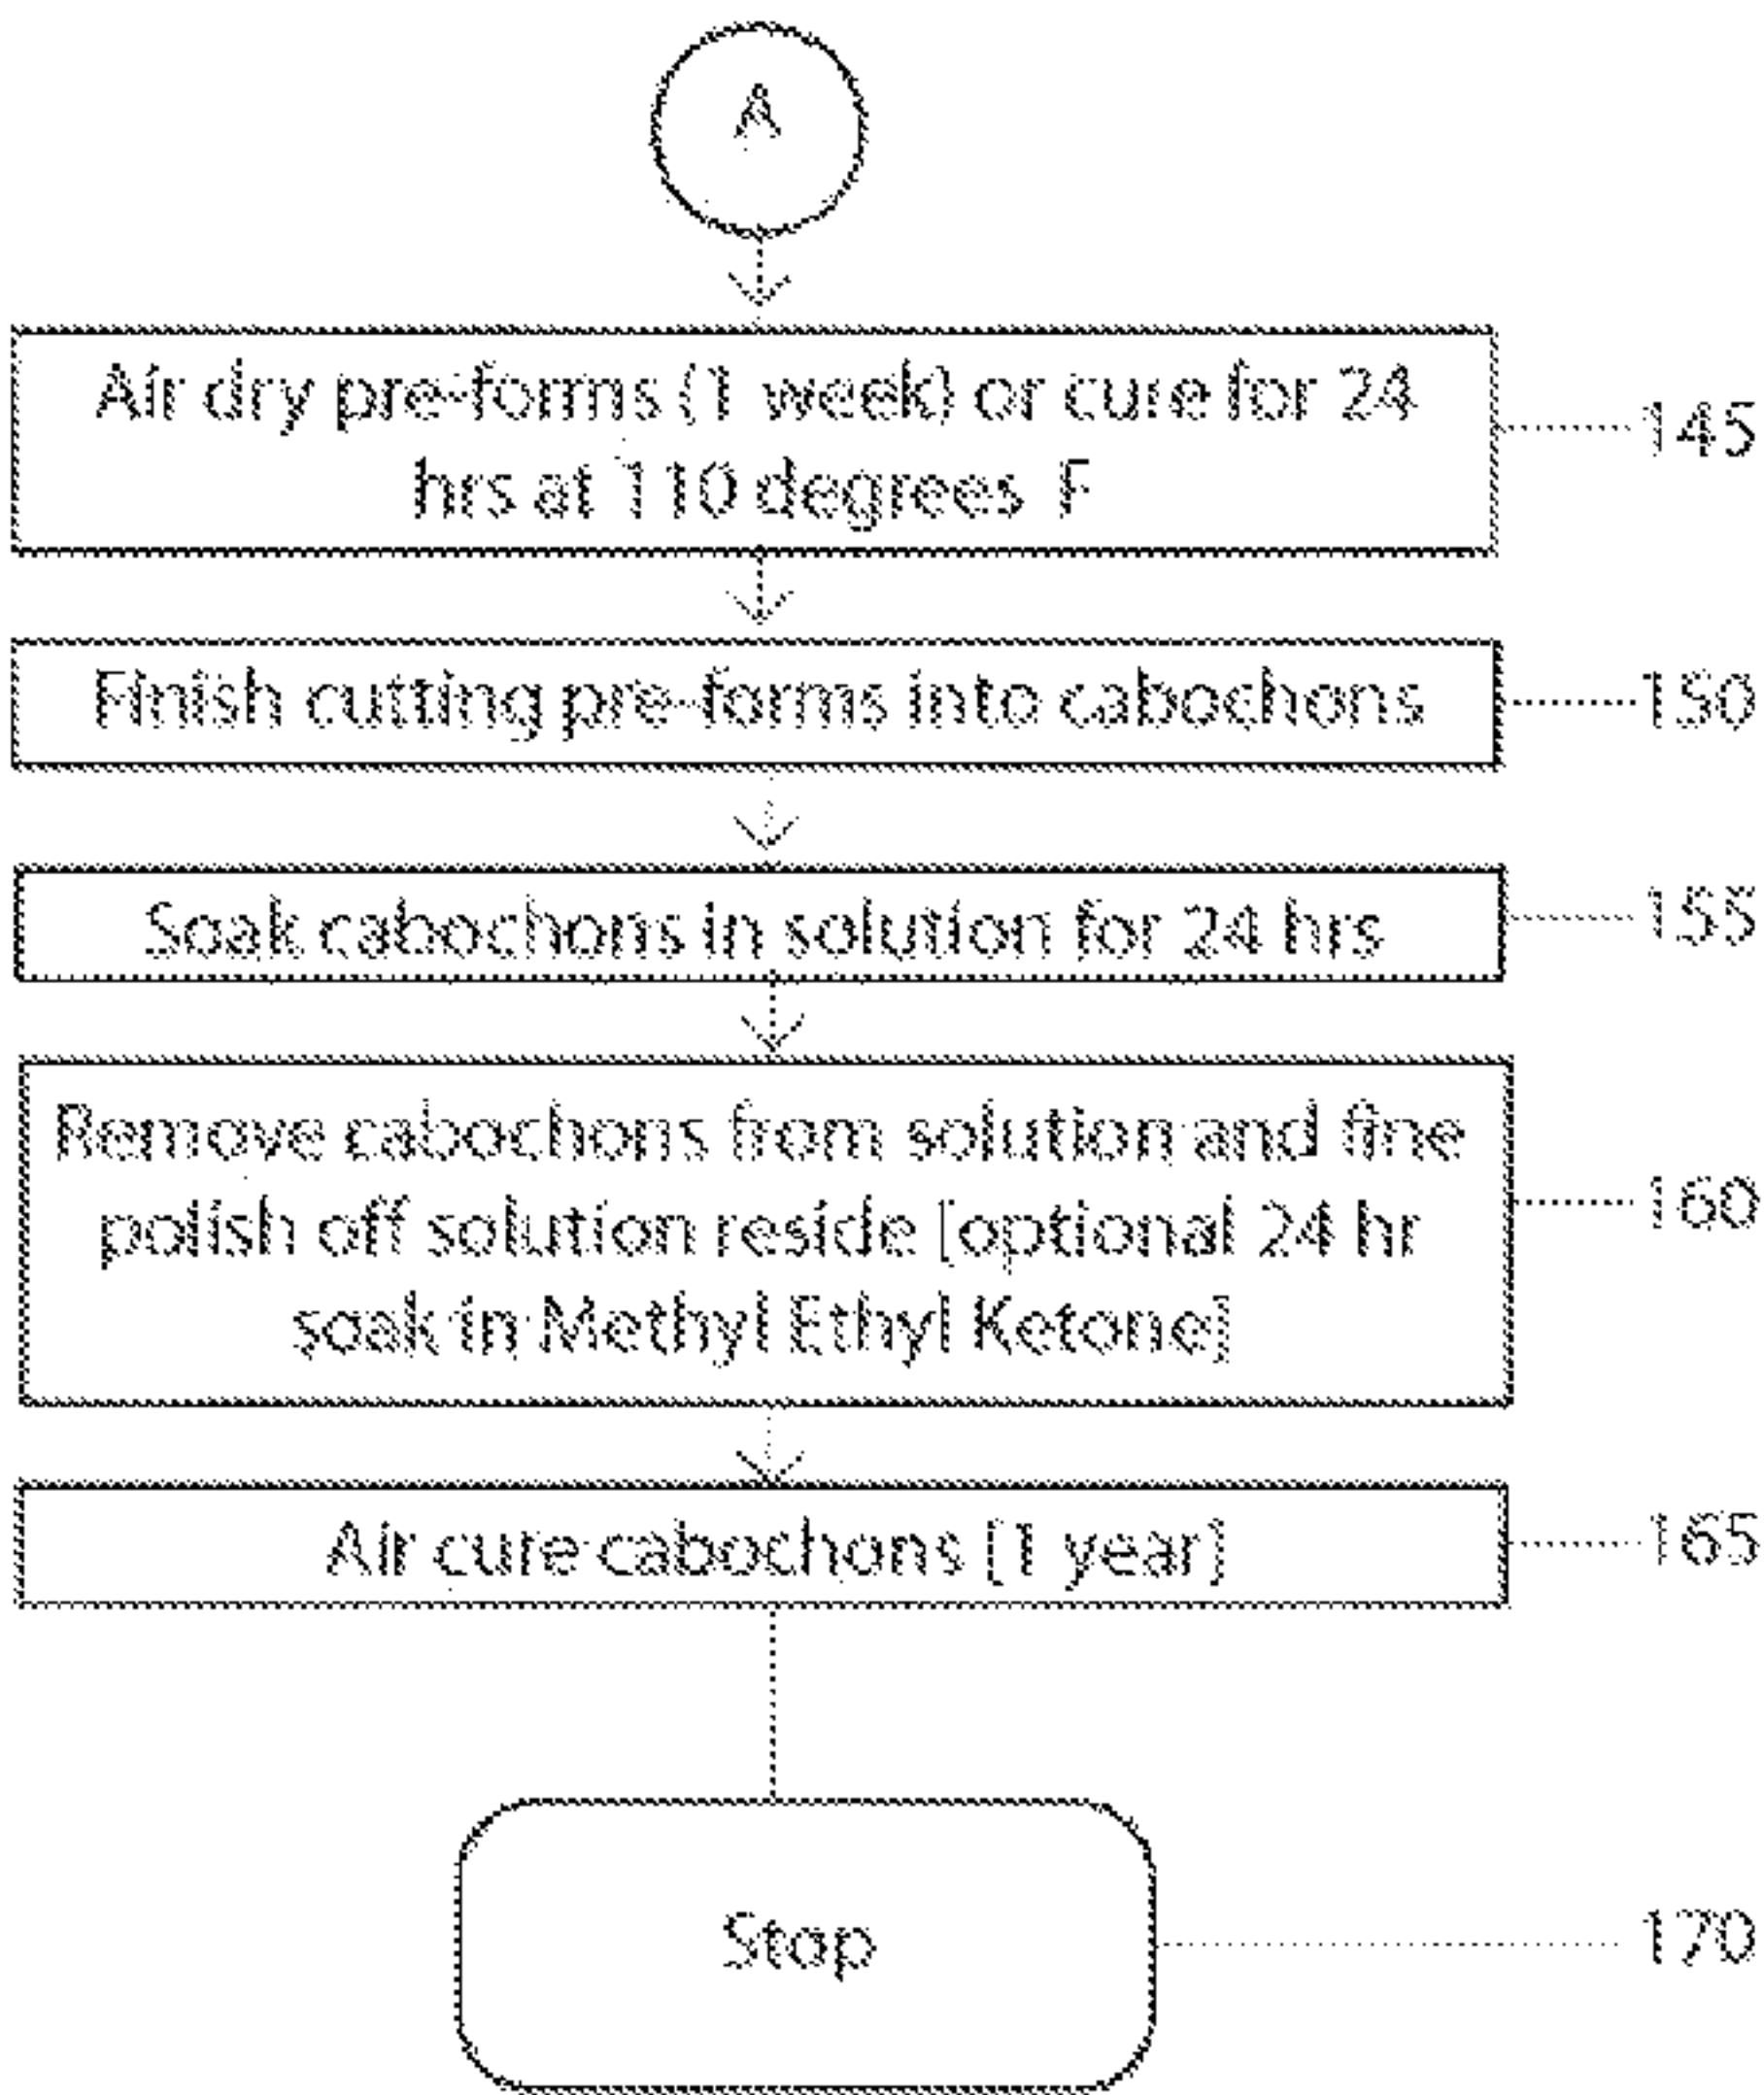 A
Air dry pre-forms (1 week) or cure for 24
hrs at 110 degrees F
145
Finish cutting pre-forms into cabochons
150
Soak cabochons in solution for 24 hrs
155
Remove cabochons from solution and fine
polish off solution reside [optional 24 hr
soak in Methyl Ethyl Ketone]
160
Air cure cabochons [1 year]
165
Stop
170